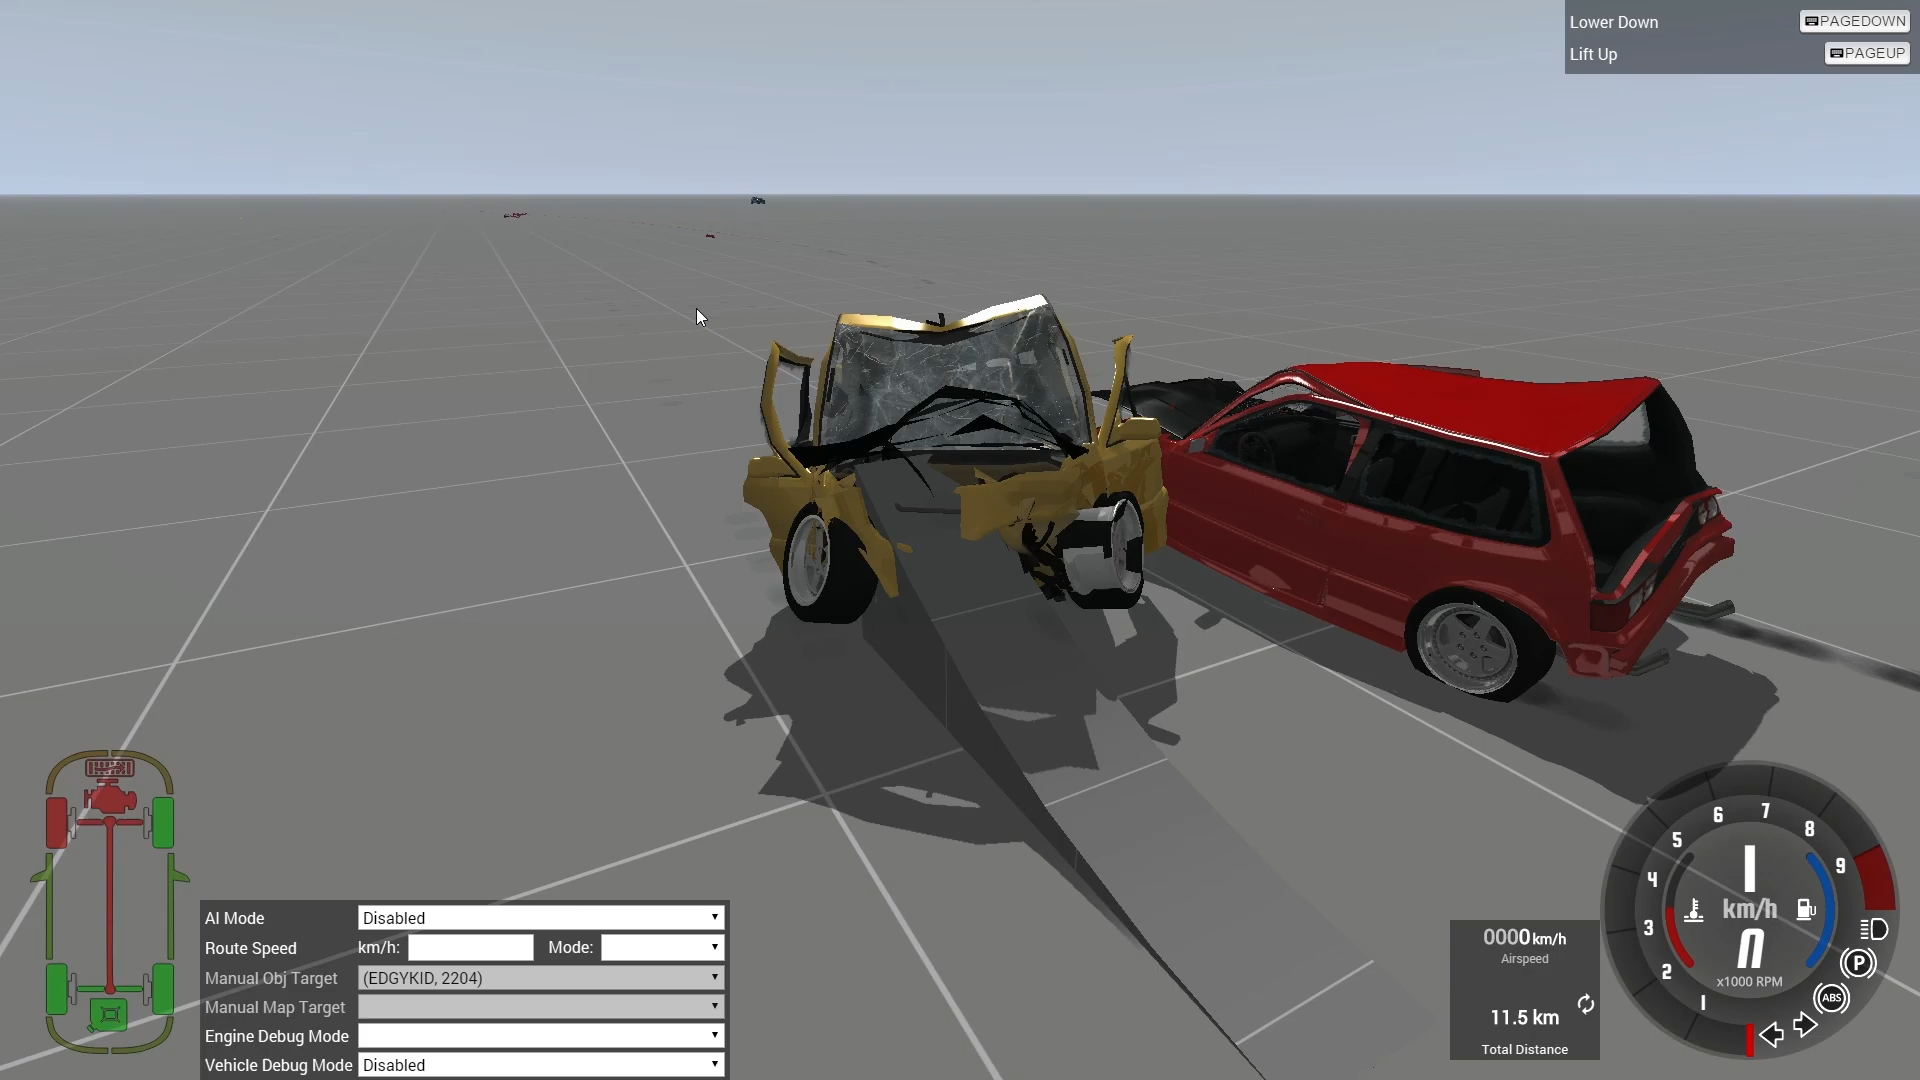 Lower Down PAGEDOWN
Lift Up PAGEUP
AI Mode Disabled
Route Speed km/h: Mode:
Manual Obj Target (EDGYKID, 2204)
Manual Map Target
Engine Debug Mode
Vehicle Debug Mode Disabled
0000km/h
Airspeed
11.5 km
Total Distance
1 2 3 4 5 6 7 8 9
1
km/h
0
x1000 RPM
P
ABS